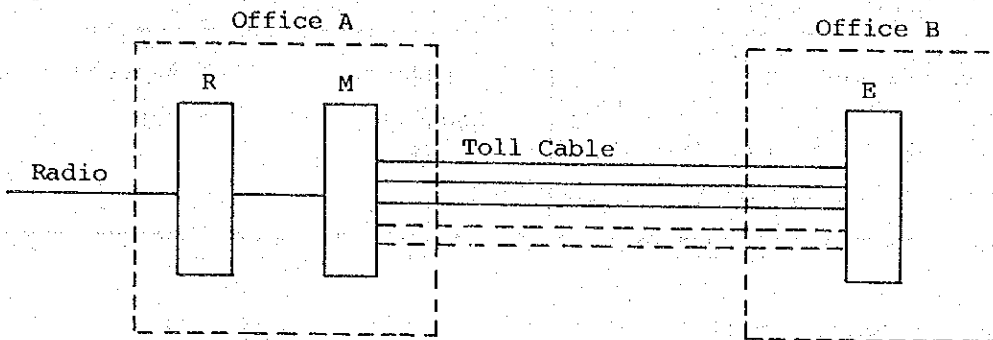 Office A
Office B
R
M
E
Toll Cable
Radio